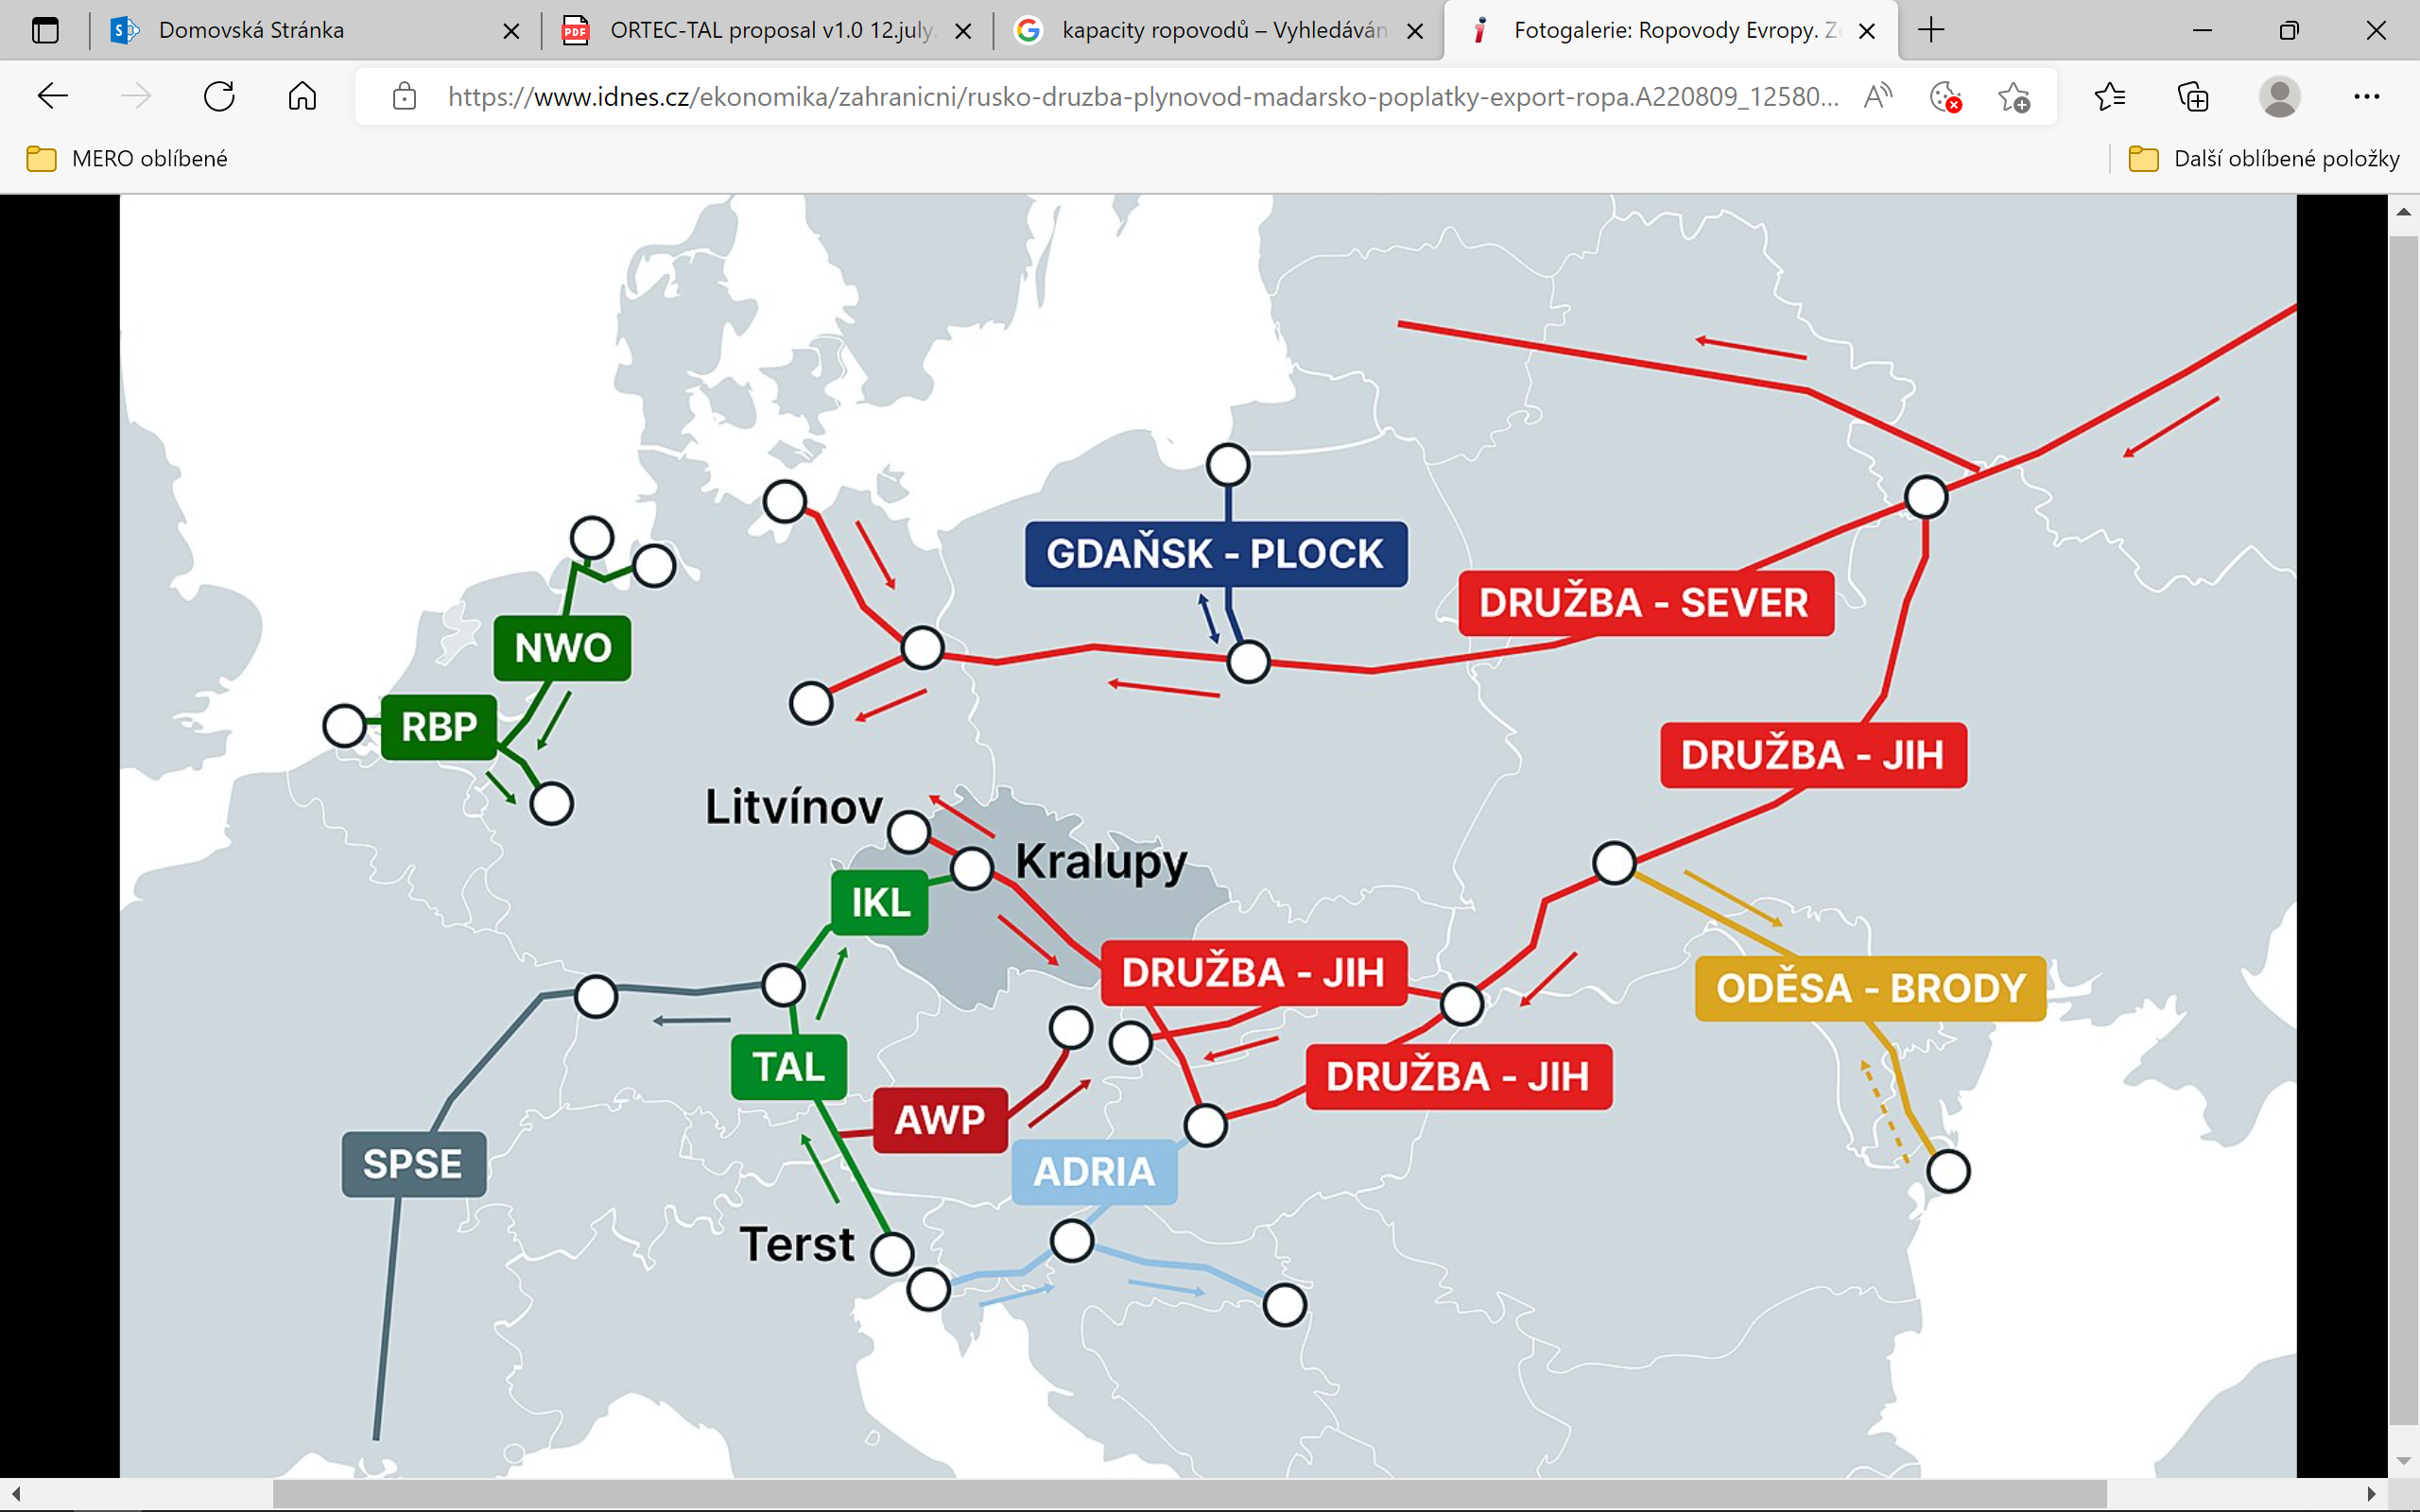 Domovská Stránka
ORTEC-TAL proposal v1.0 12.july.
kapacity ropovodů – Vyhledáván
Fotogalerie: Ropovody Evropy. Z
https://www.idnes.cz/ekonomika/zahranicni/rusko-druzba-plynovod-madarsko-poplatky-export-ropa.A220809_12580...
MERO oblíbené
Další oblíbené položky
GDAŇSK - PLOCK
DRUŽBA - SEVER
NWO
RBP
DRUŽBA - JIH
Litvínov
Kralupy
IKL
DRUŽBA - JIH
ODĚSA - BRODY
TAL
DRUŽBA - JIH
AWP
SPSE
ADRIA
Terst